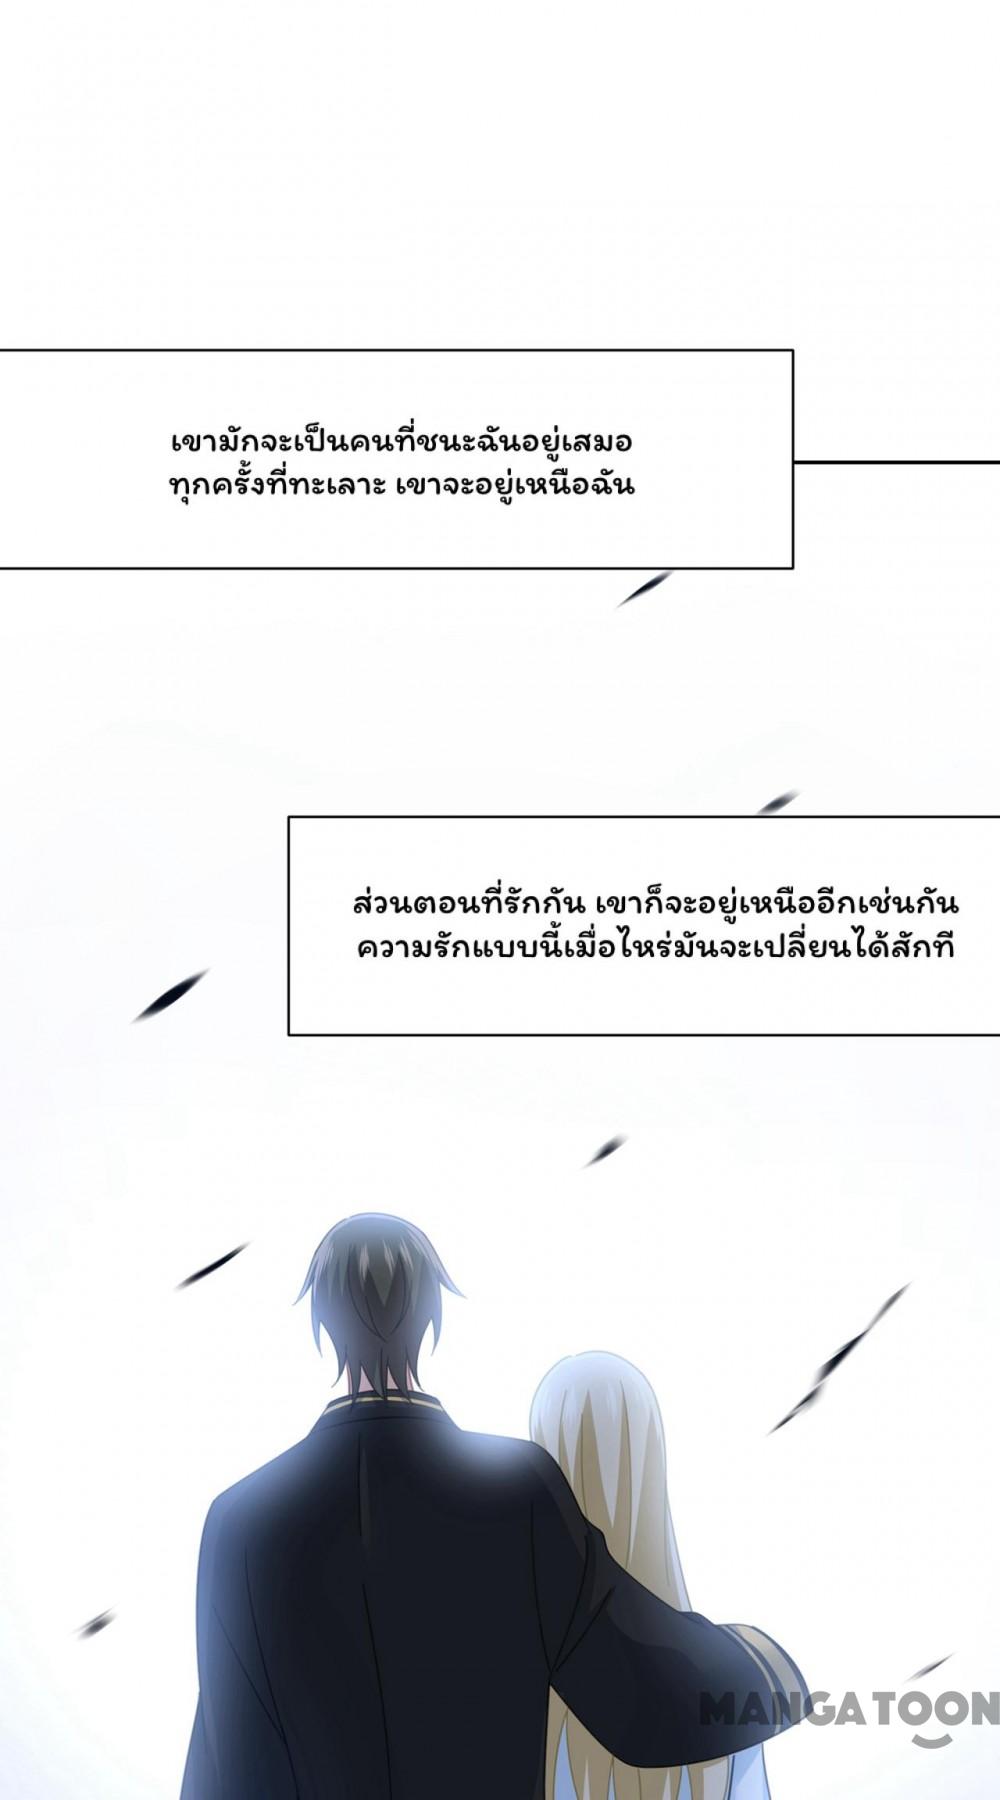 เขามักจะเป็นคนที่ชนะฉันอยู่เสมอ
ทุกครั้งที่ทะเลาะ เขาจะอยู่เหนือฉัน
ส่วนตอนที่รักกัน เขาก็จะอยู่เหนืออีกเช่นกัน
ความรักแบบนี้เมื่อไหร่มันจะเปลี่ยนได้สักที
MANGATOON